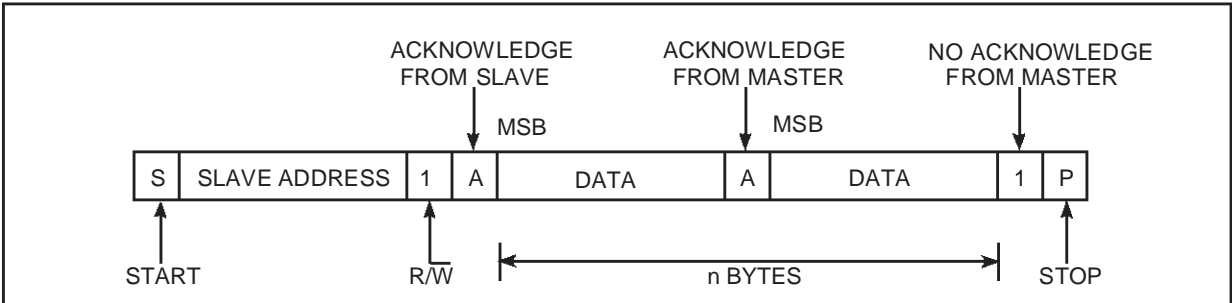 ACKNOWLEDGE
FROM SLAVE
ACKNOWLEDGE
FROM MASTER
NO ACKNOWLEDGE
FROM MASTER
MSB
MSB
S SLAVE ADDRESS 1 A DATA A DATA 1 P
START
R/W̅
n BYTES
STOP